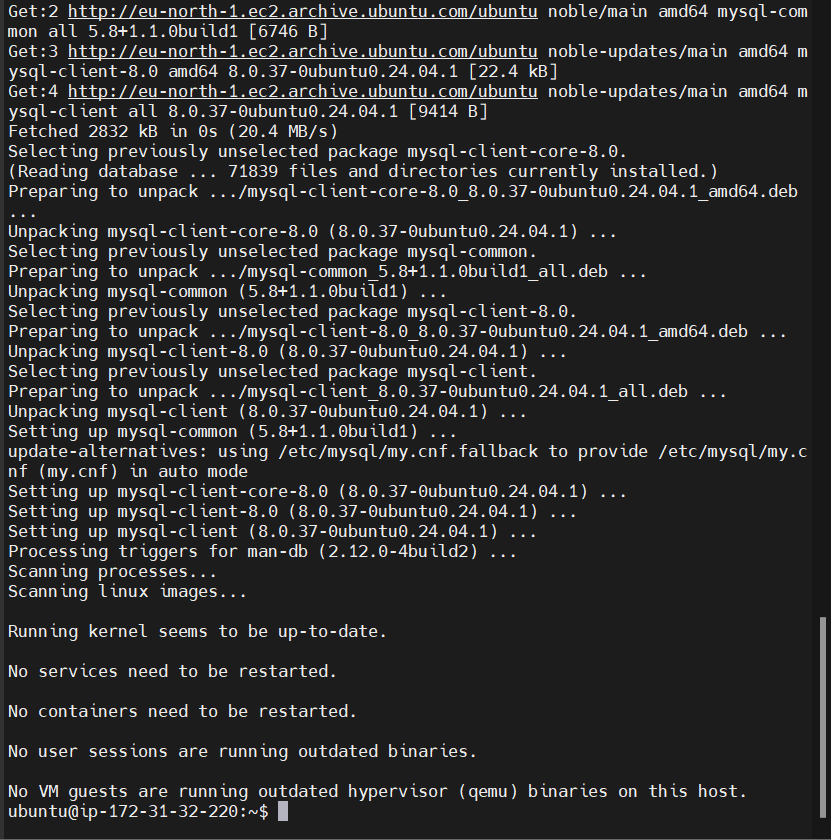 Get:2 http://eu-north-1.ec2.archive.ubuntu.com/ubuntu noble/main amd64 mysql-com
mon all 5.8+1.1.0build1 [6746 B]
Get:3 http://eu-north-1.ec2.archive.ubuntu.com/ubuntu noble-updates/main amd64 m
ysql-client-8.0 amd64 8.0.37-0ubuntu0.24.04.1 [22.4 kB]
Get:4 http://eu-north-1.ec2.archive.ubuntu.com/ubuntu noble-updates/main amd64 m
ysql-client all 8.0.37-0ubuntu0.24.04.1 [9414 B]
Fetched 2832 kB in 0s (20.4 MB/s)
Selecting previously unselected package mysql-client-core-8.0.
(Reading database ... 71839 files and directories currently installed.)
Preparing to unpack .../mysql-client-core-8.0_8.0.37-0ubuntu0.24.04.1_amd64.deb
...
Unpacking mysql-client-core-8.0 (8.0.37-0ubuntu0.24.04.1) ...
Selecting previously unselected package mysql-common.
Preparing to unpack .../mysql-common_5.8+1.1.0build1_all.deb ...
Unpacking mysql-common (5.8+1.1.0build1) ...
Selecting previously unselected package mysql-client-8.0.
Preparing to unpack .../mysql-client-8.0_8.0.37-0ubuntu0.24.04.1_amd64.deb ...
Unpacking mysql-client-8.0 (8.0.37-0ubuntu0.24.04.1) ...
Selecting previously unselected package mysql-client.
Preparing to unpack .../mysql-client_8.0.37-0ubuntu0.24.04.1_all.deb ...
Unpacking mysql-client (8.0.37-0ubuntu0.24.04.1) ...
Setting up mysql-common (5.8+1.1.0build1) ...
update-alternatives: using /etc/mysql/my.cnf.fallback to provide /etc/mysql/my.c
nf (my.cnf) in auto mode
Setting up mysql-client-core-8.0 (8.0.37-0ubuntu0.24.04.1) ...
Setting up mysql-client-8.0 (8.0.37-0ubuntu0.24.04.1) ...
Setting up mysql-client (8.0.37-0ubuntu0.24.04.1) ...
Processing triggers for man-db (2.12.0-4build2) ...
Scanning processes...
Scanning linux images...

Running kernel seems to be up-to-date.

No services need to be restarted.

No containers need to be restarted.

No user sessions are running outdated binaries.

No VM guests are running outdated hypervisor (qemu) binaries on this host.
ubuntu@ip-172-31-32-220:~$